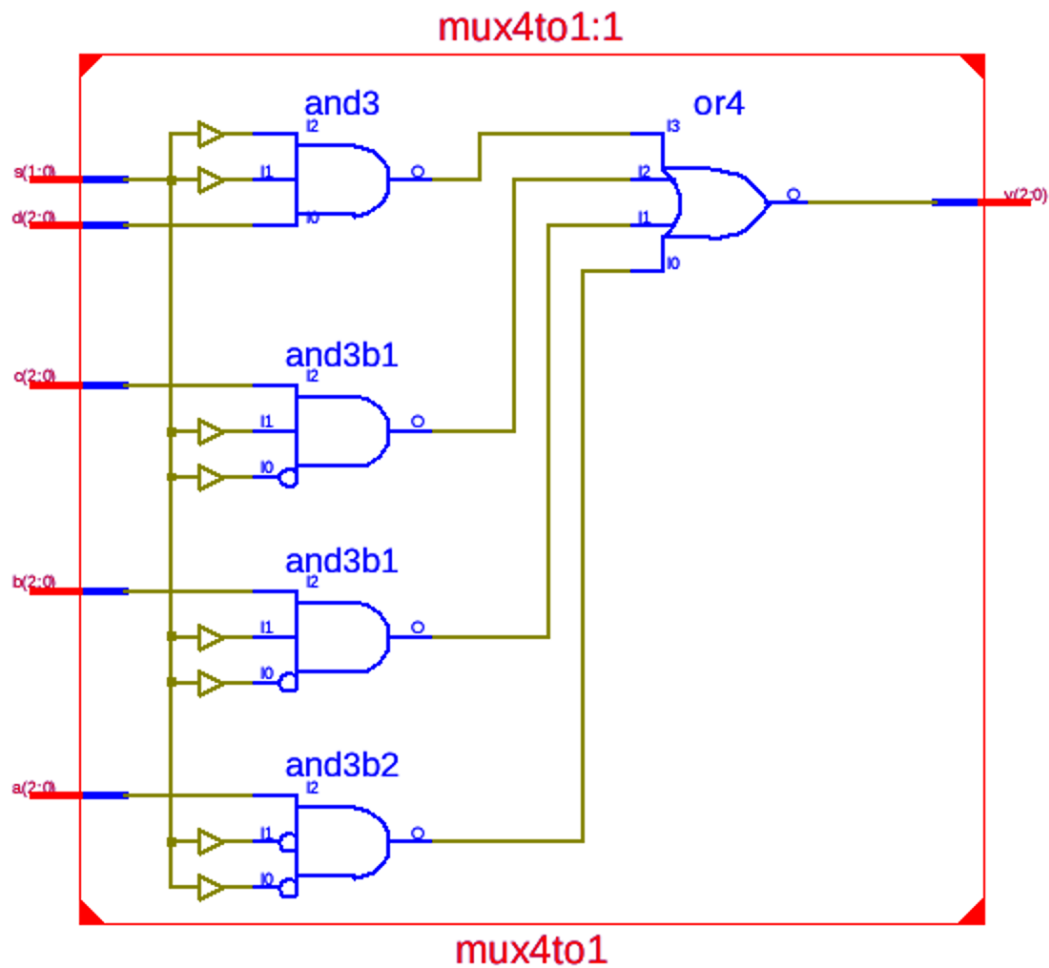 mux4to1:1
and3
or4
I2
I3
s(1:0)
I1
O
I2
d(2:0)
I0
I1
O
y(2:0)
I0
and3b1
c(2:0)
I2
I1
O
I0
and3b1
b(2:0)
I2
I1
O
I0
and3b2
a(2:0)
I2
I1
O
I0
mux4to1